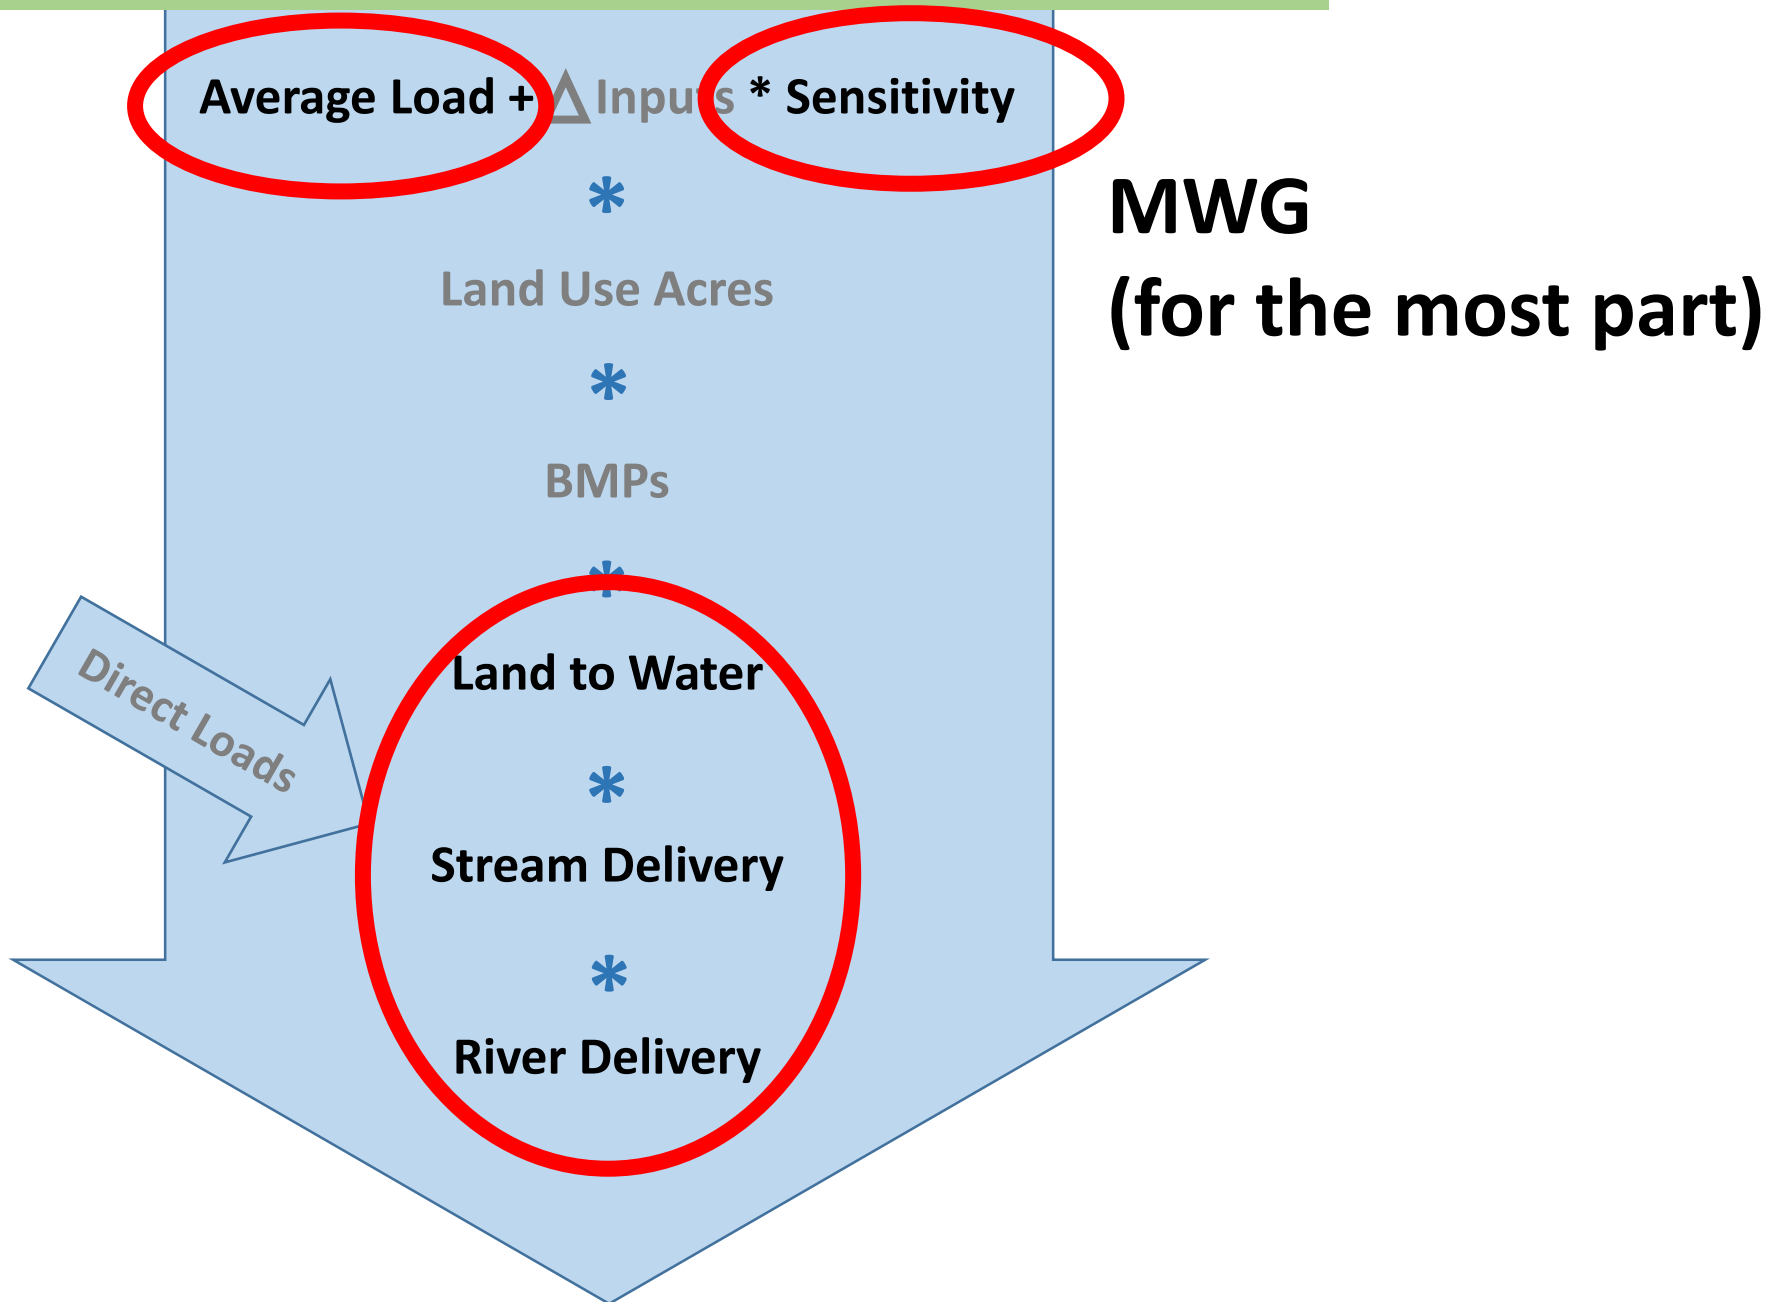 Average Load + Δ Inputs * Sensitivity
*
Land Use Acres
*
BMPs
*
Land to Water
*
Stream Delivery
*
River Delivery
Direct Loads
MWG
(for the most part)